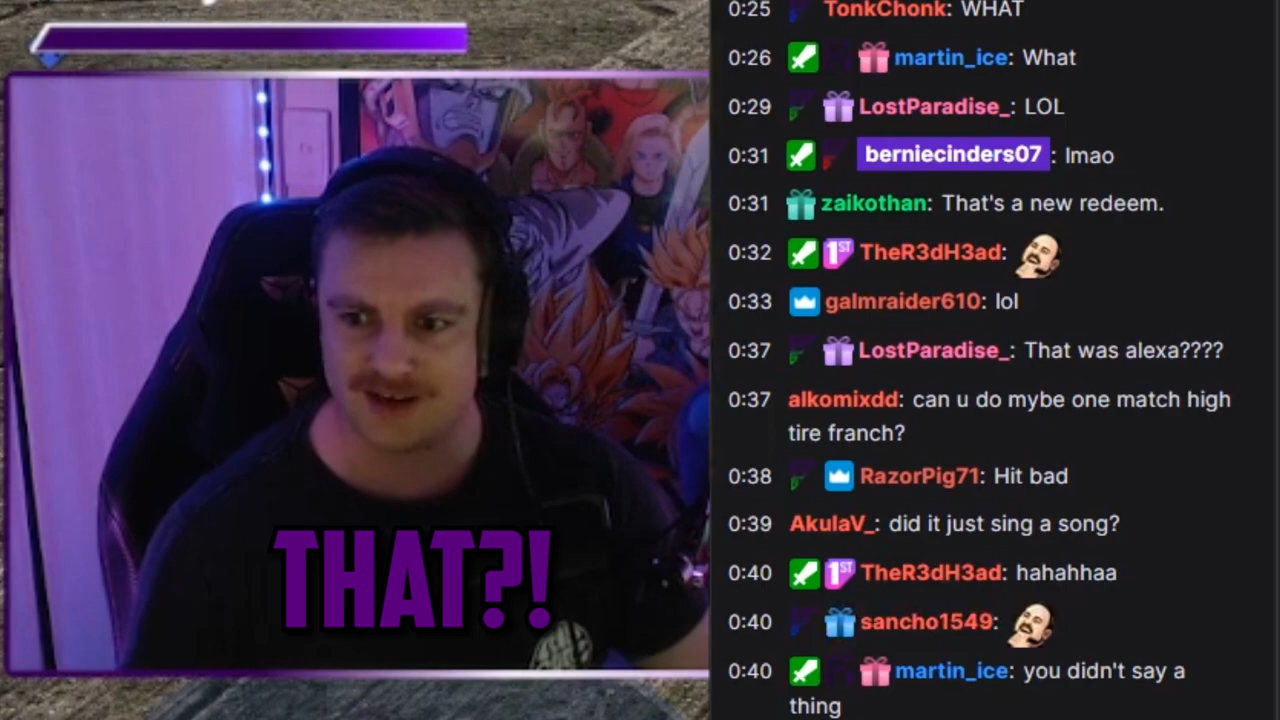 0:25 TonkChonk: WHAT
0:26 martin_ice: What
0:29 LostParadise_: LOL
0:31 berniecinders07 : lmao
0:31 zaikothan: That's a new redeem.
0:32 1ST TheR3dH3ad:
0:33 galmraider610: lol
0:37 LostParadise_: That was alexa????
0:37 alkomixdd: can u do mybe one match high
tire franch?
0:38 RazorPig71: Hit bad
0:39 AkulaV_: did it just sing a song?
0:40 1ST TheR3dH3ad: hahahhaa
0:40 sancho1549:
0:40 martin_ice: you didn't say a
thing
THAT?!